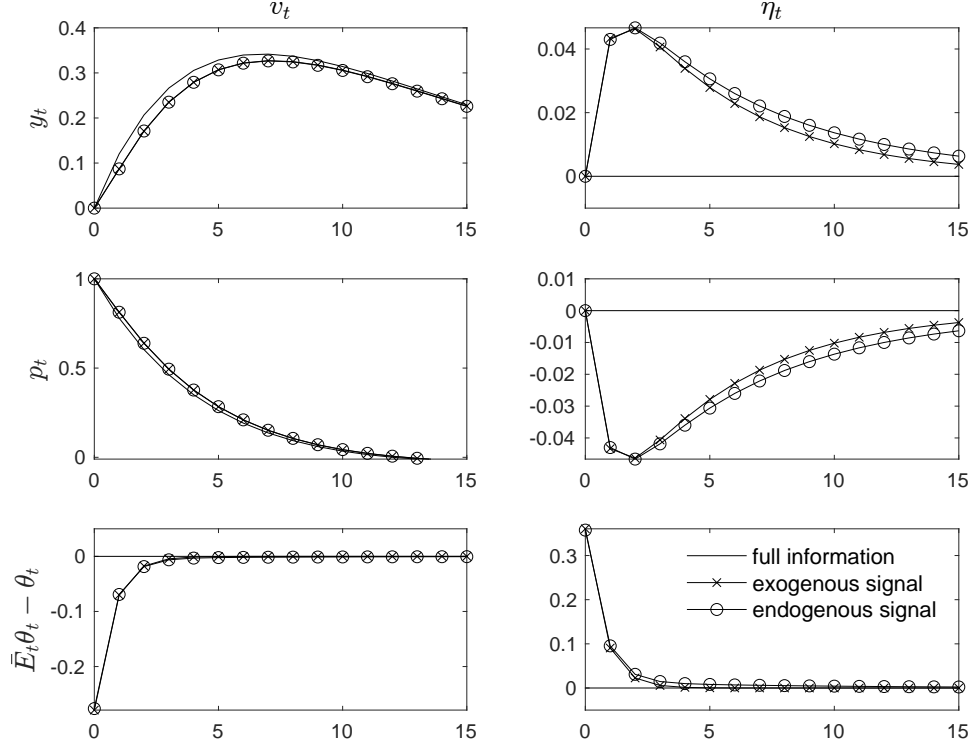 v_t
η_t
0.4
0.3
0.2
0.1
0
y_t
0 5 10 15
0.04
0.02
0
0 5 10 15
1
0.5
0
p_t
0 5 10 15
0.01
0
-0.01
-0.02
-0.03
-0.04
0 5 10 15
0
-0.1
-0.2
Ē_tθ_t − θ_t
0 5 10 15
0.3
0.2
0.1
0
full information
exogenous signal
endogenous signal
0 5 10 15